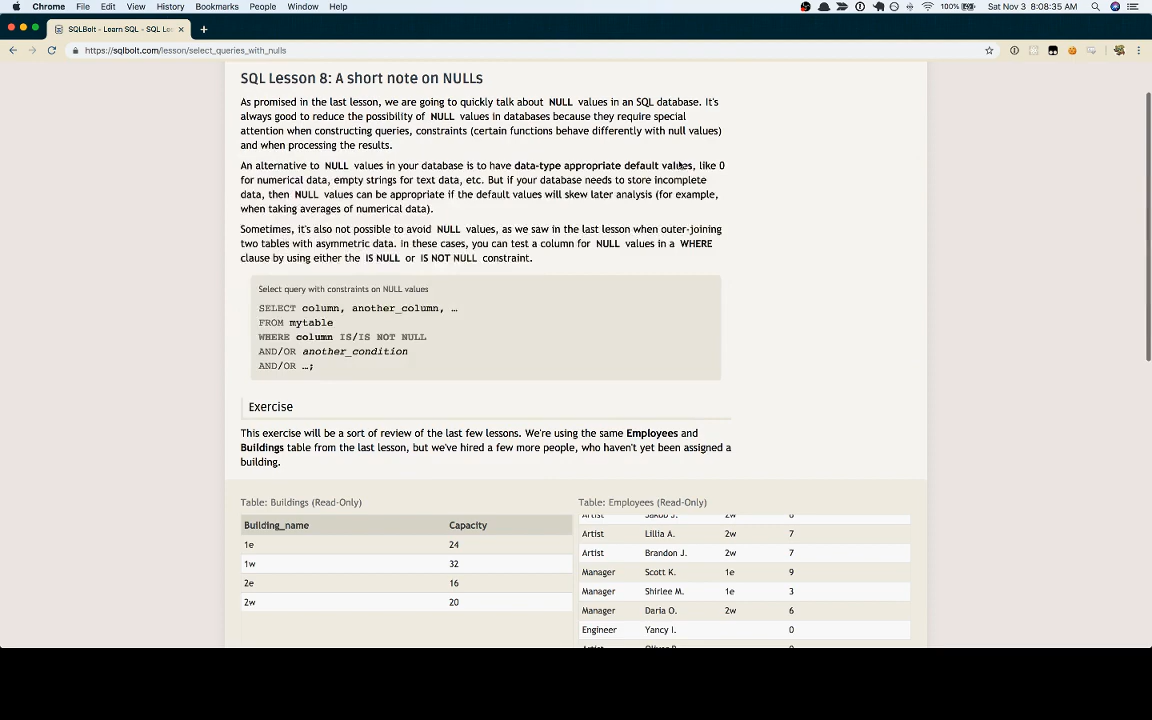 Chrome File Edit View History Bookmarks People Window Help 100% Sat Nov 3 8:08:35 AM
SQLBolt - Learn SQL - SQL Le
https://sqlbolt.com/lesson/select_queries_with_nulls
SQL Lesson 8: A short note on NULLs
As promised in the last lesson, we are going to quickly talk about NULL values in an SQL database. It's
always good to reduce the possibility of NULL values in databases because they require special
attention when constructing queries, constraints (certain functions behave differently with null values)
and when processing the results.
An alternative to NULL values in your database is to have data-type appropriate default values, like 0
for numerical data, empty strings for text data, etc. But if your database needs to store incomplete
data, then NULL values can be appropriate if the default values will skew later analysis (for example,
when taking averages of numerical data).
Sometimes, it's also not possible to avoid NULL values, as we saw in the last lesson when outer-joining
two tables with asymmetric data. In these cases, you can test a column for NULL values in a WHERE
clause by using either the IS NULL or IS NOT NULL constraint.
Select query with constraints on NULL values
SELECT column, another_column, …
FROM mytable
WHERE column IS/IS NOT NULL
AND/OR another_condition
AND/OR …;
Exercise
This exercise will be a sort of review of the last few lessons. We're using the same Employees and
Buildings table from the last lesson, but we've hired a few more people, who haven't yet been assigned a
building.
Table: Buildings (Read-Only)
Building_name Capacity
1e 24
1w 32
2e 16
2w 20
Table: Employees (Read-Only)
Artist Jakob J. 2w
Artist Lillia A. 2w 7
Artist Brandon J. 2w 7
Manager Scott K. 1e 9
Manager Shirlee M. 1e 3
Manager Daria O. 2w 6
Engineer Yancy I. 0